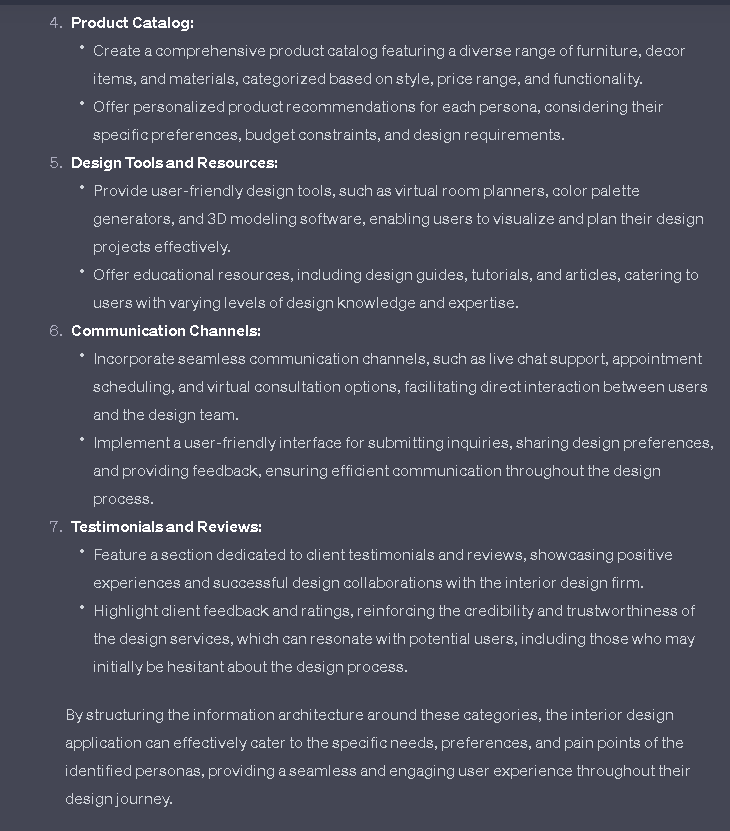 4. Product Catalog:
• Create a comprehensive product catalog featuring a diverse range of furniture, decor
items, and materials, categorized based on style, price range, and functionality.
• Offer personalized product recommendations for each persona, considering their
specific preferences, budget constraints, and design requirements.
5. Design Tools and Resources:
• Provide user-friendly design tools, such as virtual room planners, color palette
generators, and 3D modeling software, enabling users to visualize and plan their design
projects effectively.
• Offer educational resources, including design guides, tutorials, and articles, catering to
users with varying levels of design knowledge and expertise.
6. Communication Channels:
• Incorporate seamless communication channels, such as live chat support, appointment
scheduling, and virtual consultation options, facilitating direct interaction between users
and the design team.
• Implement a user-friendly interface for submitting inquiries, sharing design preferences,
and providing feedback, ensuring efficient communication throughout the design
process.
7. Testimonials and Reviews:
• Feature a section dedicated to client testimonials and reviews, showcasing positive
experiences and successful design collaborations with the interior design firm.
• Highlight client feedback and ratings, reinforcing the credibility and trustworthiness of
the design services, which can resonate with potential users, including those who may
initially be hesitant about the design process.
By structuring the information architecture around these categories, the interior design
application can effectively cater to the specific needs, preferences, and pain points of the
identified personas, providing a seamless and engaging user experience throughout their
design journey.